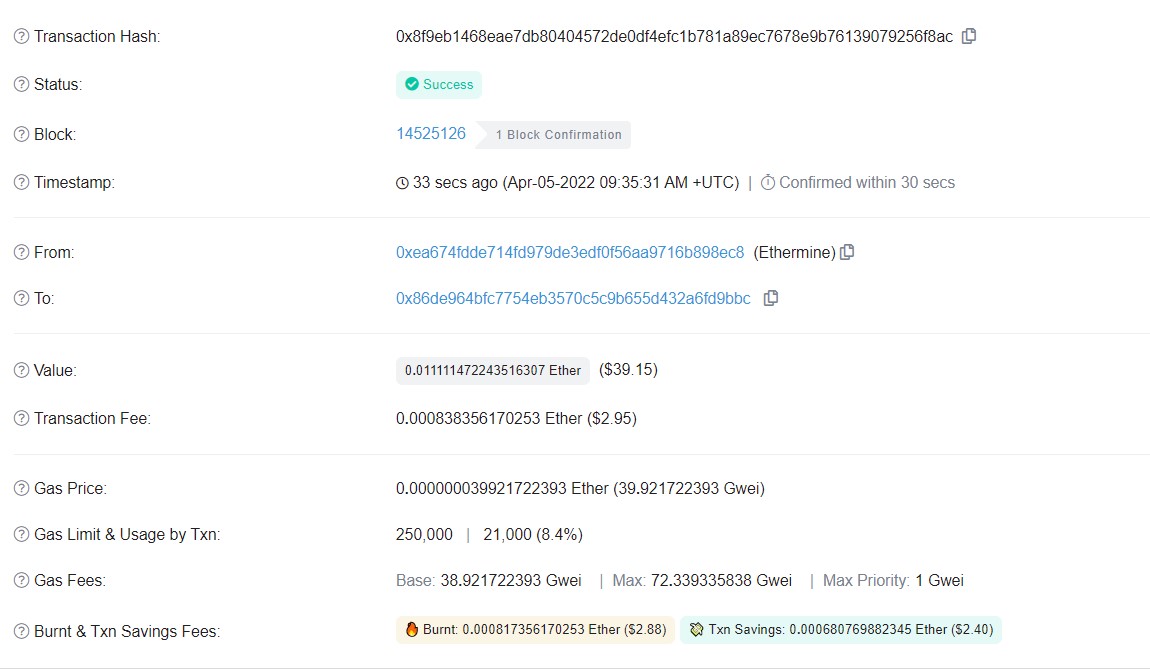 Transaction Hash: 0x8f9eb1468eae7db80404572de0df4efc1b781a89ec7678e9b76139079256f8ac
Status: Success
Block: 14525126 1 Block Confirmation
Timestamp: 33 secs ago (Apr-05-2022 09:35:31 AM +UTC) | Confirmed within 30 secs
From: 0xea674fdde714fd979de3edf0f56aa9716b898ec8 (Ethermine)
To: 0x86de964bfc7754eb3570c5c9b655d432a6fd9bbc
Value: 0.011111472243516307 Ether ($39.15)
Transaction Fee: 0.000838356170253 Ether ($2.95)
Gas Price: 0.000000039921722393 Ether (39.921722393 Gwei)
Gas Limit & Usage by Txn: 250,000 | 21,000 (8.4%)
Gas Fees: Base: 38.921722393 Gwei | Max: 72.339335838 Gwei | Max Priority: 1 Gwei
Burnt & Txn Savings Fees: Burnt: 0.000817356170253 Ether ($2.88) Txn Savings: 0.000680769882345 Ether ($2.40)